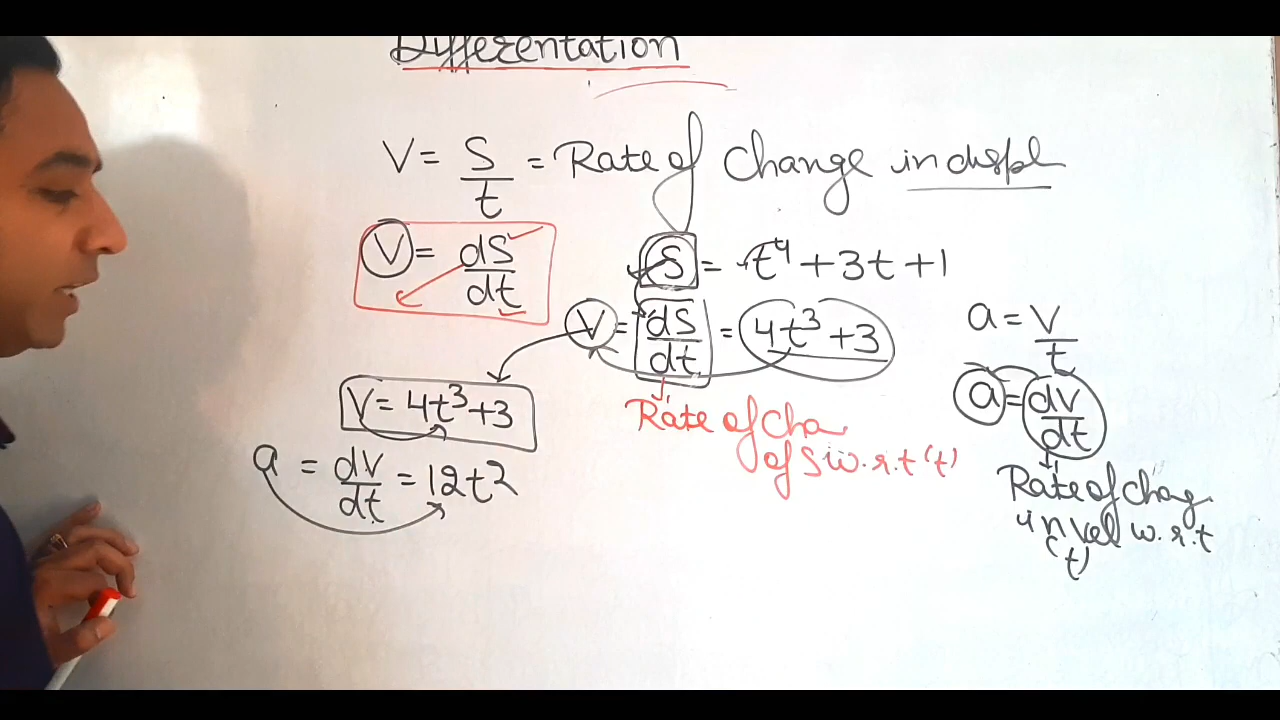 Differentation
V = S/t = Rate of Change in displ
V = dS/dt
S = t⁴ + 3t + 1
V = dS/dt = 4t³ + 3
Rate of Cha
of S w.r.t (t)
V = 4t³ + 3
a = dv/dt = 12t²
a = V/t
a = dv/dt
Rate of Chang
in vel w.r.t
(t)